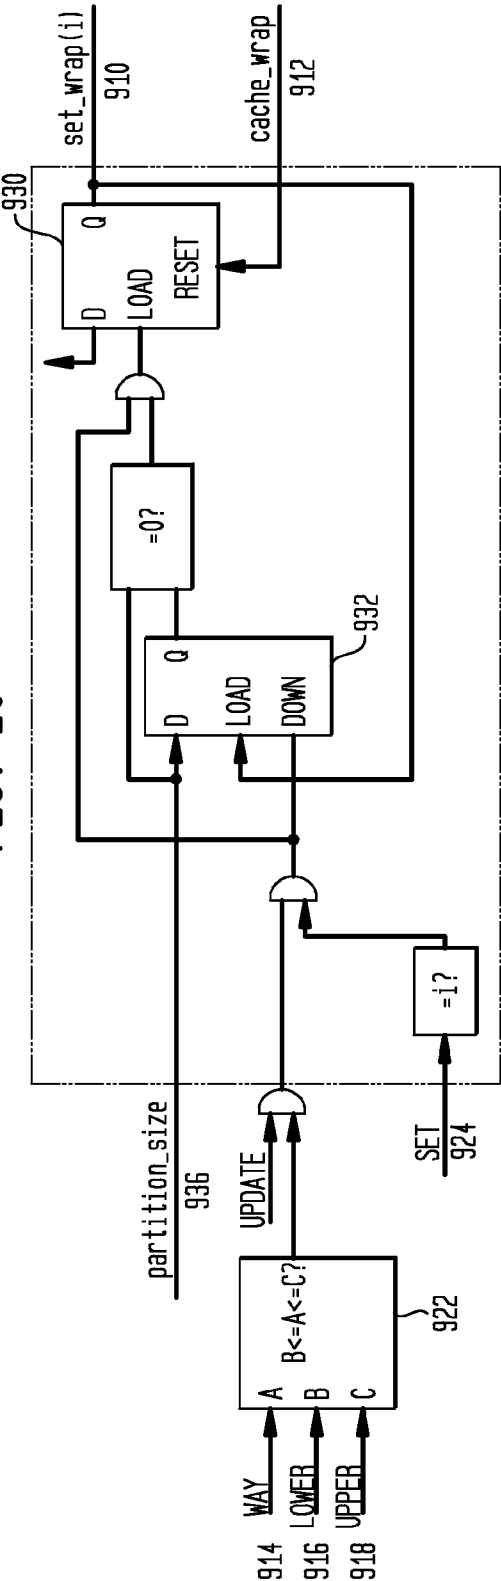 set_wrap(i)
910
cache_wrap
912
930
D
Q
LOAD
RESET
=0?
D
Q
LOAD
DOWN
932
=i?
SET
924
partition_size
936
UPDATE
B<=A<=C?
A
B
C
922
WAY
914
LOWER
916
UPPER
918